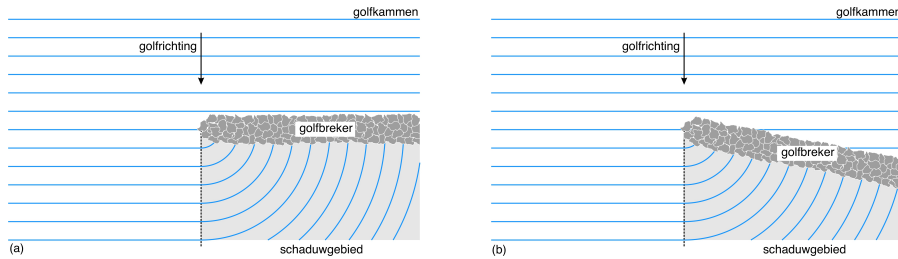 golfkammen
golfrichting
golfbreker
(a)
schaduwgebied
golfkammen
golfrichting
golfbreker
(b)
schaduwgebied